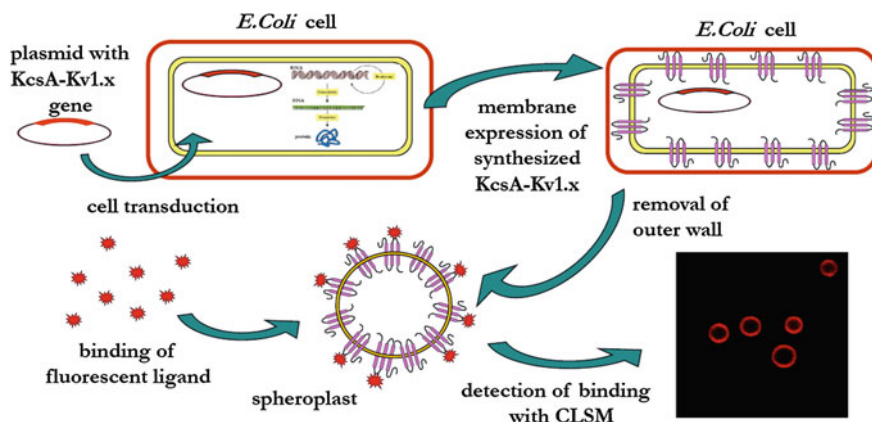 E.Coli cell
E.Coli cell
plasmid with
KcsA-Kv1.x
gene
membrane
expression of
synthesized
KcsA-Kv1.x
cell transduction
removal of
outer wall
binding of
fluorescent ligand
spheroplast
detection of binding
with CLSM